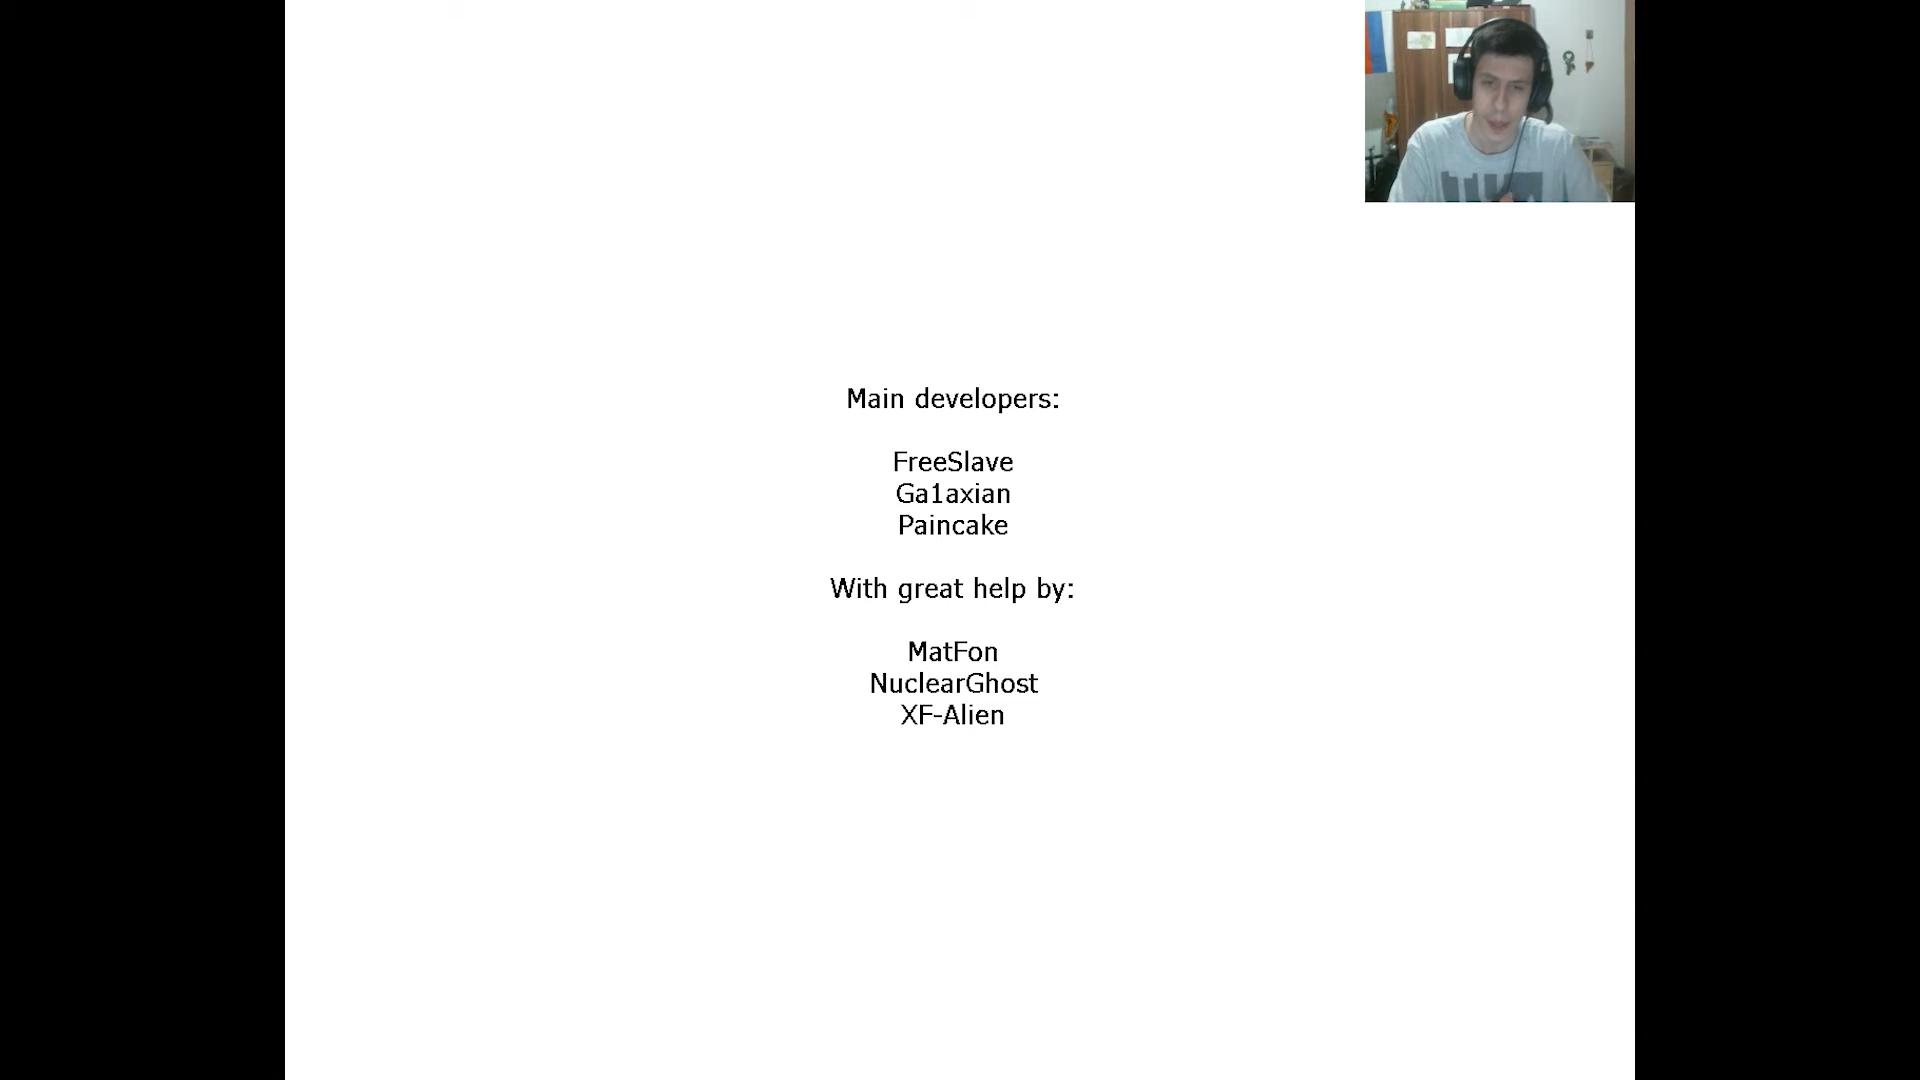 Main developers:
FreeSlave
Ga1axian
Paincake
With great help by:
MatFon
NuclearGhost
XF-Alien